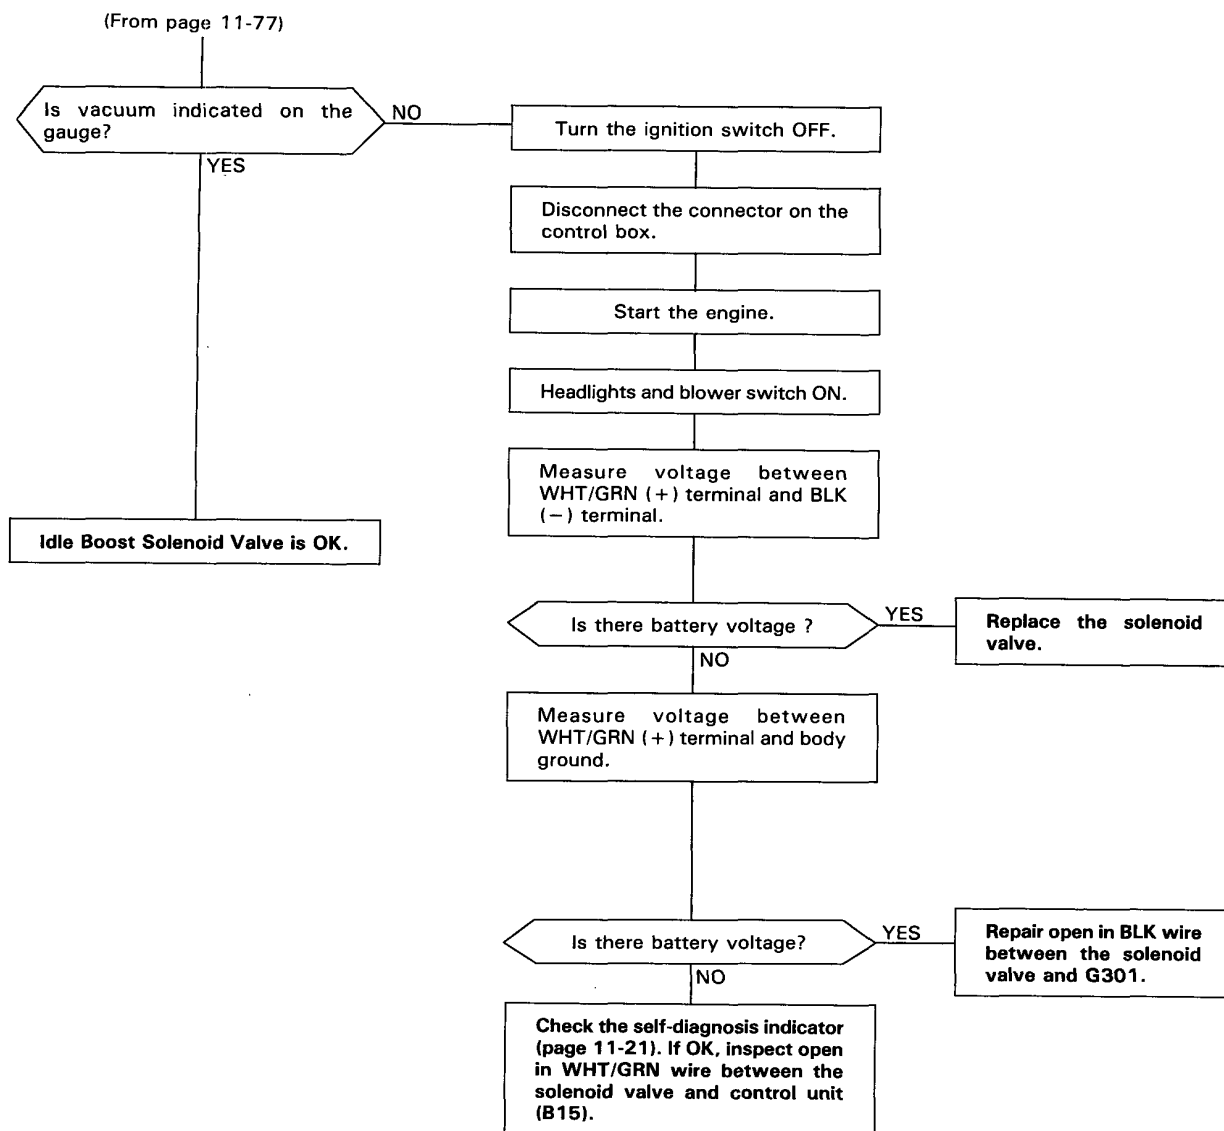 (From page 11-77)
Is vacuum indicated on the
gauge?
NO
YES
Turn the ignition switch OFF.
Disconnect the connector on the
control box.
Start the engine.
Headlights and blower switch ON.
Measure voltage between
WHT/GRN (+) terminal and BLK
(−) terminal.
Idle Boost Solenoid Valve is OK.
Is there battery voltage ?
YES
NO
Replace the solenoid
valve.
Measure voltage between
WHT/GRN (+) terminal and body
ground.
Is there battery voltage?
YES
NO
Repair open in BLK wire
between the solenoid
valve and G301.
Check the self-diagnosis indicator
(page 11-21). If OK, inspect open
in WHT/GRN wire between the
solenoid valve and control unit
(B15).